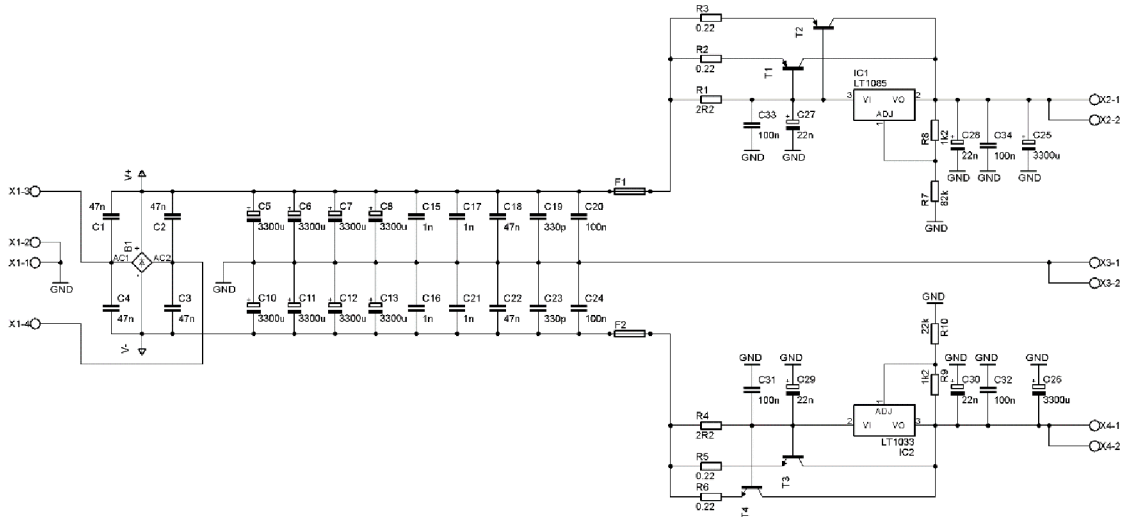 R3
0.22
T2
R2
0.22
T1
IC1
LT1085
R1
2R2
3 VI VO 2
ADJ
1
C33
100n
C27
22n
GND
GND
R8
1k2
C28
22n
C34
100n
C25
3300u
GND
GND
GND
R7
82k
GND
X2-1
X2-2
X1-3
X1-2
X1-1
GND
X1-4
V+
47n
C1
47n
C2
B1
AC1
AC2
+
-
C4
47n
C3
47n
V-
C5
3300u
C6
3300u
C7
3300u
C8
3300u
C15
1n
C17
1n
C18
47n
C19
330p
C20
100n
F1
GND
C10
3300u
C11
3300u
C12
3300u
C13
3300u
C16
1n
C21
1n
C22
47n
C23
330p
C24
100n
F2
X3-1
X3-2
GND
22k
R10
1k2
R9
GND
GND
C31
100n
C29
22n
GND
GND
GND
C30
22n
C32
100n
C26
3300u
R4
2R2
1
ADJ
2 VI VO 3
LT1033
IC2
X4-1
X4-2
R5
0.22
T3
R6
0.22
T4